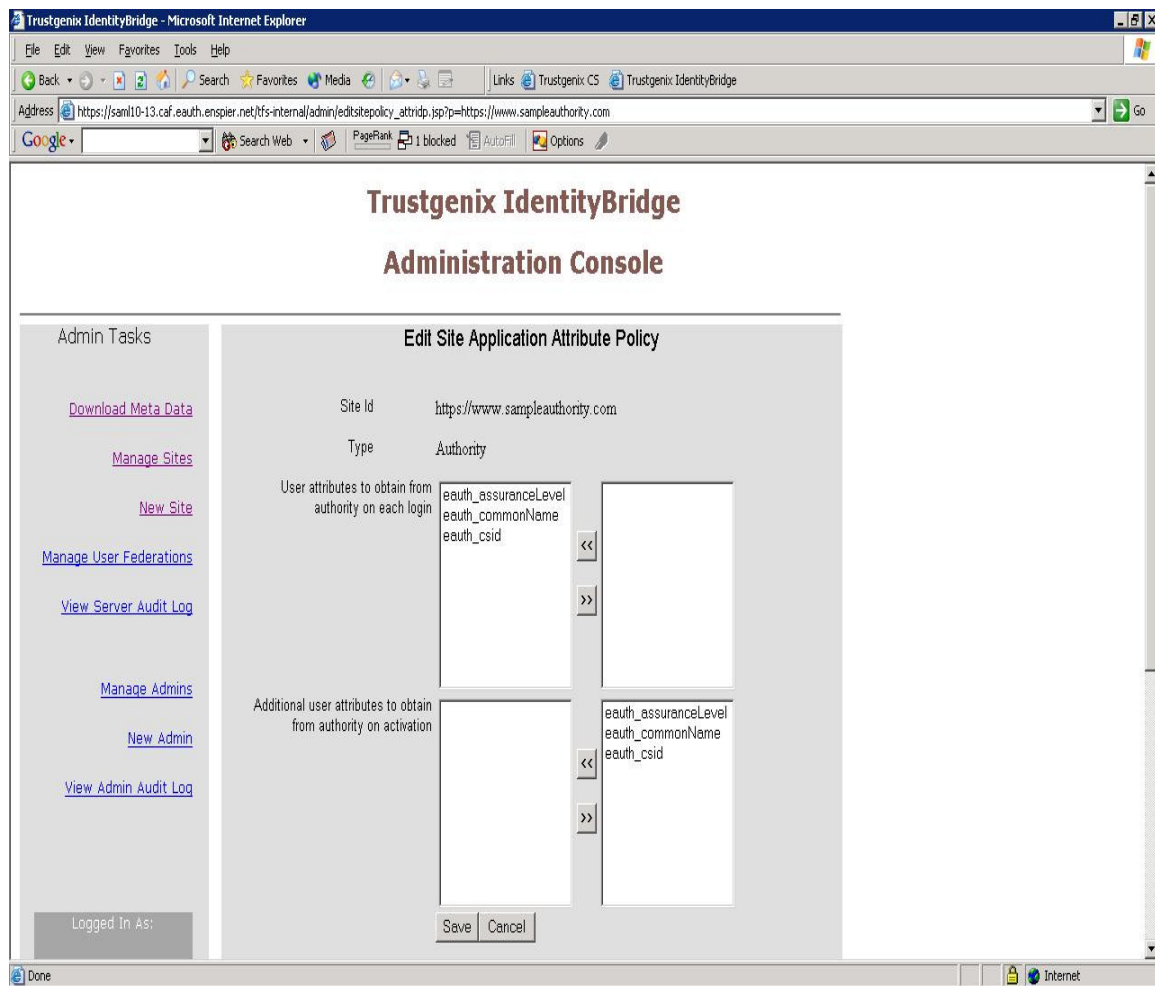 Trustgenix IdentityBridge - Microsoft Internet Explorer
File Edit View Favorites Tools Help
Back Search Favorites Media Links Trustgenix CS Trustgenix IdentityBridge
Address https://saml10-13.caf.eauth.enspier.net/tfs-internal/admin/editsitepolicy_attridp.jsp?p=https://www.sampleauthority.com Go
Google Search Web PageRank 1 blocked AutoFill Options
Trustgenix IdentityBridge
Administration Console
Admin Tasks
Download Meta Data
Manage Sites
New Site
Manage User Federations
View Server Audit Log
Manage Admins
New Admin
View Admin Audit Log
Logged In As:
Edit Site Application Attribute Policy
Site Id https://www.sampleauthority.com
Type Authority
User attributes to obtain from
authority on each login
eauth_assuranceLevel
eauth_commonName
eauth_csid
<<
>>
Additional user attributes to obtain
from authority on activation
<<
>>
eauth_assuranceLevel
eauth_commonName
eauth_csid
Save Cancel
Done Internet